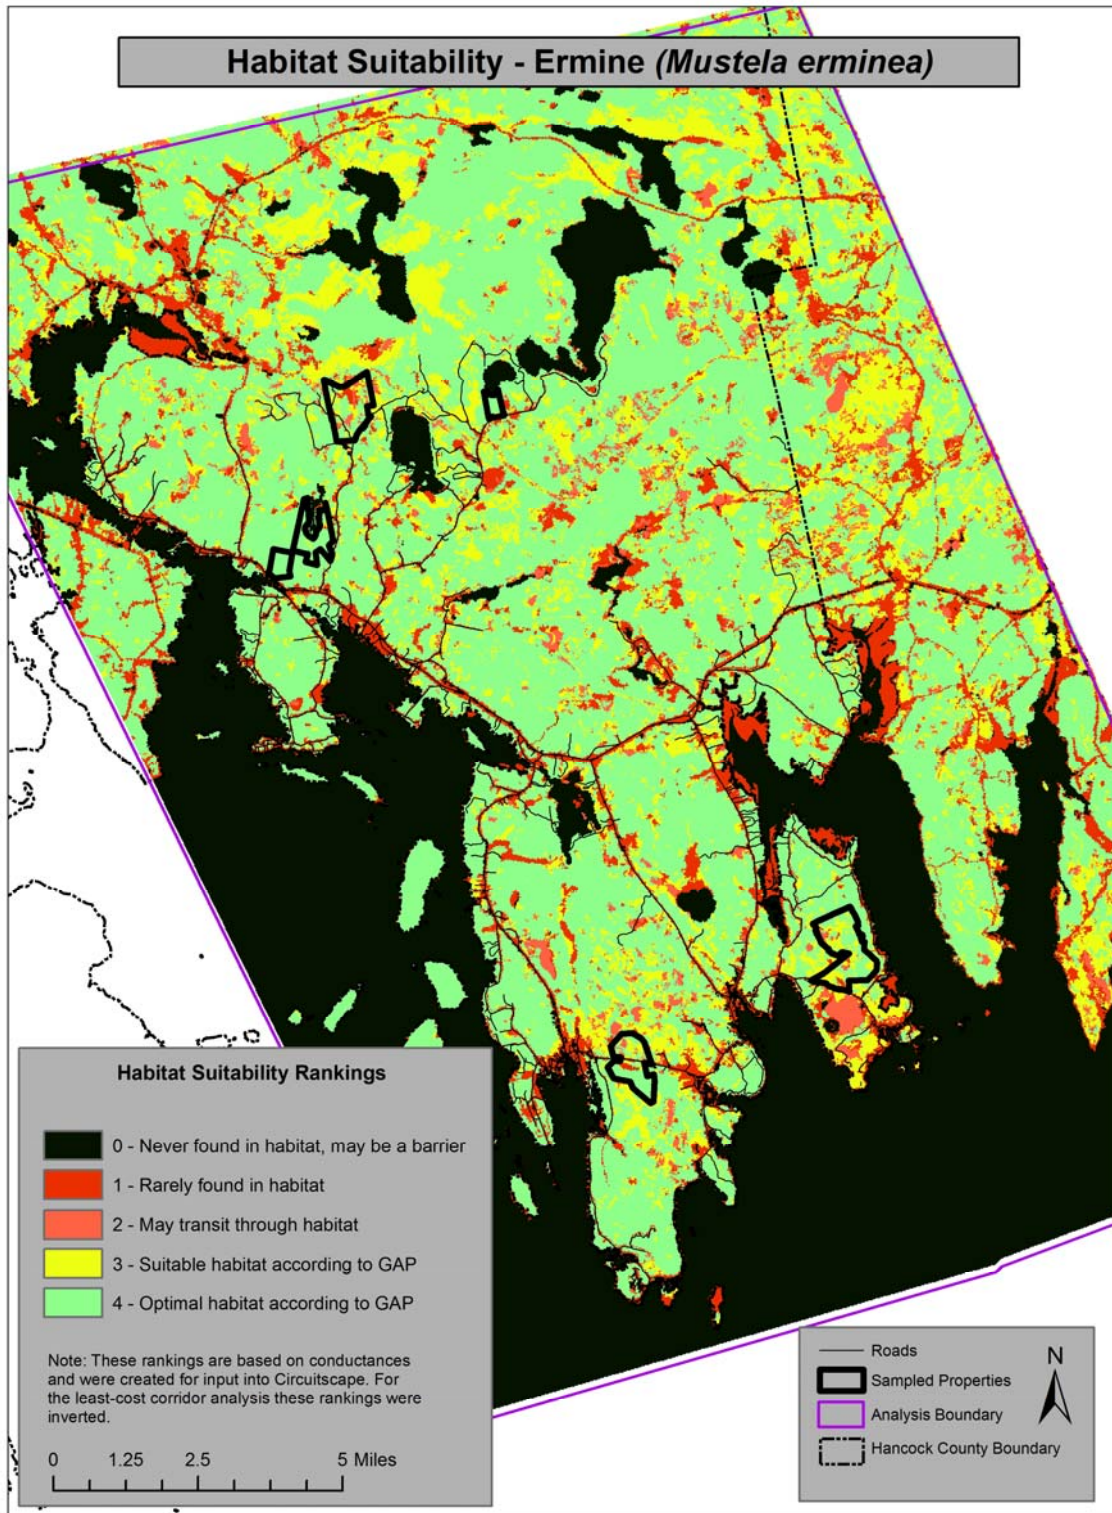 Habitat Suitability - Ermine (Mustela erminea)
Habitat Suitability Rankings
0 - Never found in habitat, may be a barrier
1 - Rarely found in habitat
2 - May transit through habitat
3 - Suitable habitat according to GAP
4 - Optimal habitat according to GAP
Note: These rankings are based on conductances
and were created for input into Circuitscape. For
the least-cost corridor analysis these rankings were
inverted.
0 1.25 2.5 5 Miles
Roads
Sampled Properties
Analysis Boundary
Hancock County Boundary
N